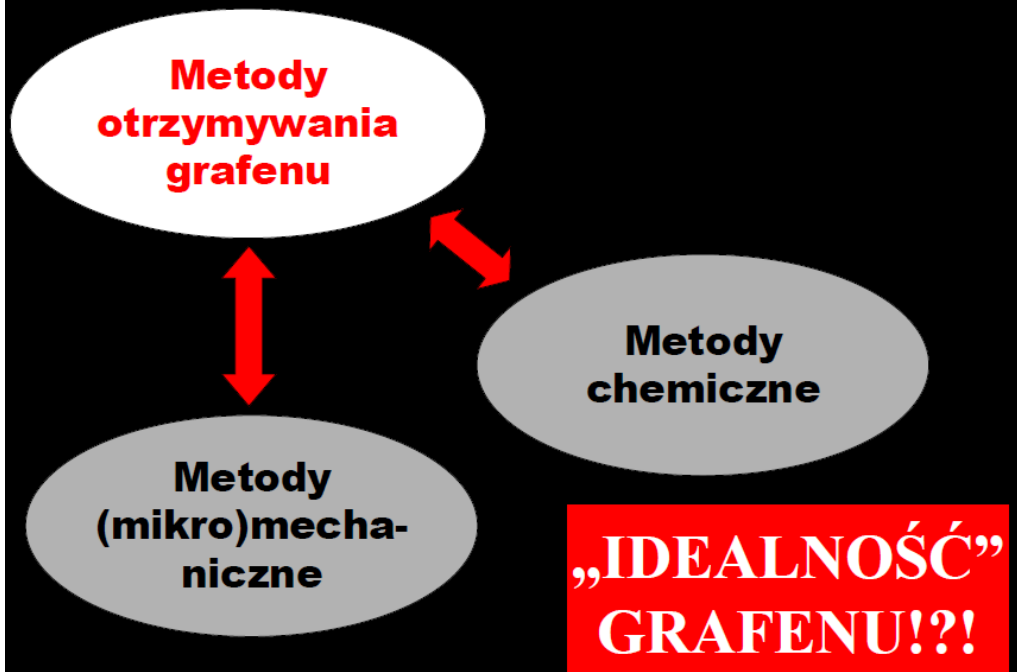 Metody
otrzymywania
grafenu
Metody
chemiczne
Metody
(mikro)mecha-
niczne
„IDEALNOŚĆ”
GRAFENU!?!